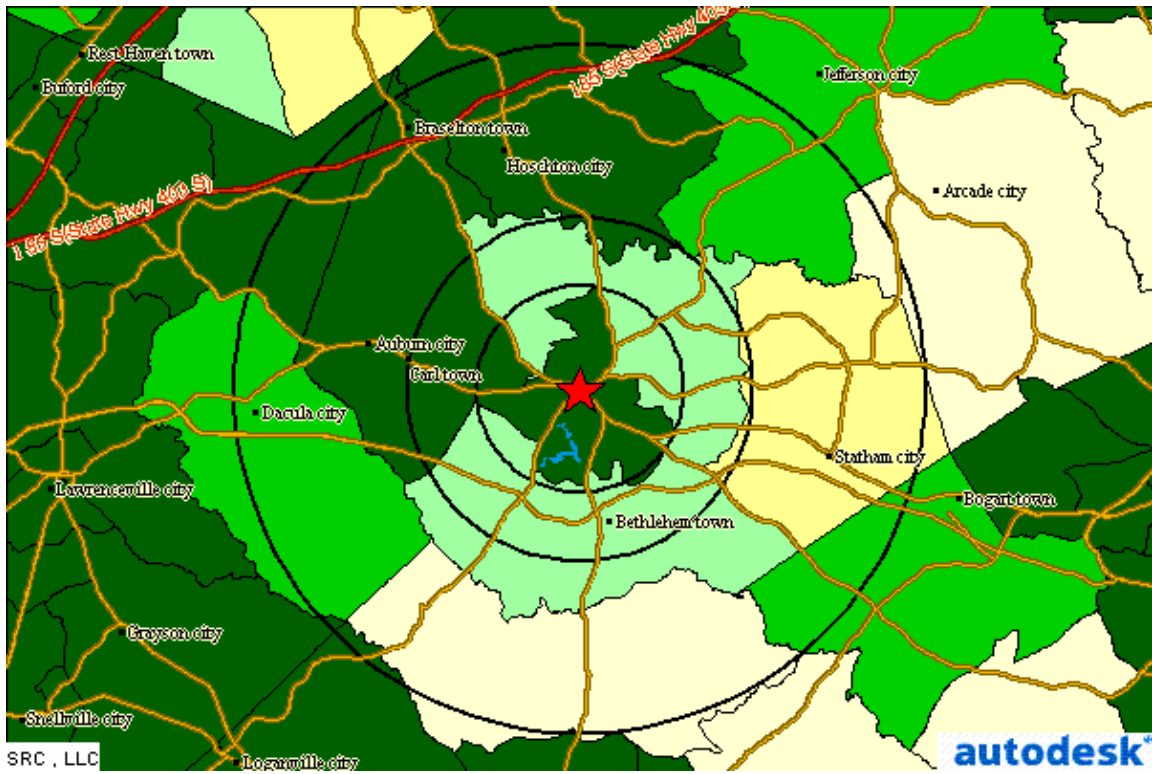 Rest Haven town
Buford city
I 85 S(State Hwy 403
Jefferson city
Braselton town
Hoschton city
Arcade city
I 85 S(State Hwy 403 S)
Auburn city
Carl town
Dacula city
Statham city
Lawrenceville city
Bogart town
Bethlehem town
Grayson city
Snellville city
Loganville city
SRC , LLC
autodesk